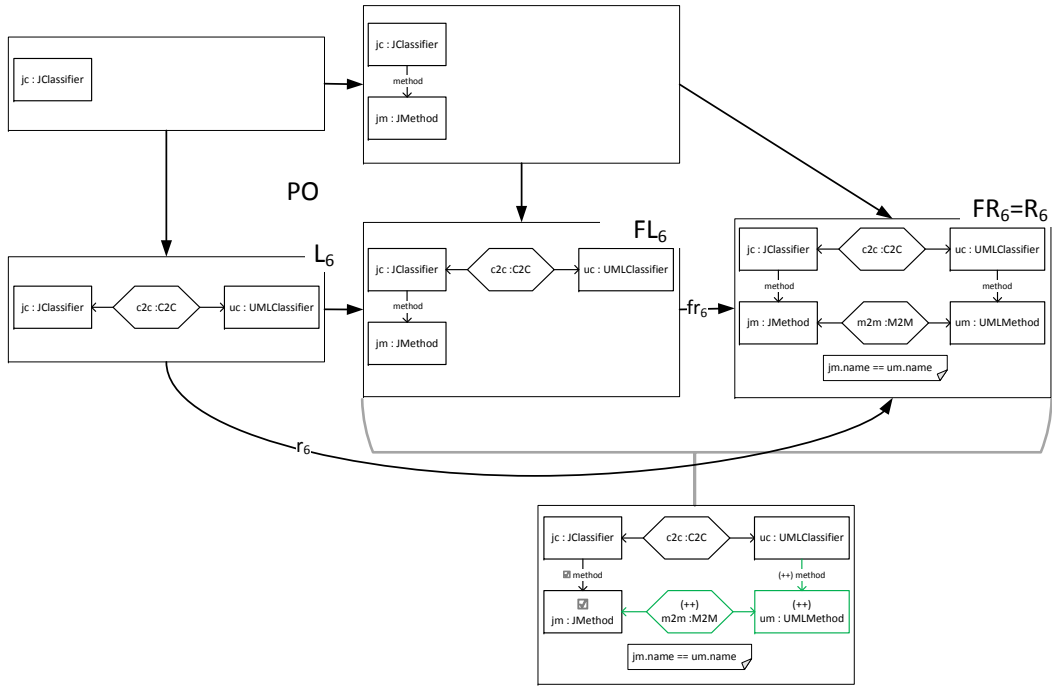 jc : JClassifier
method
jm : JMethod
jc : JClassifier
PO
L6
jc : JClassifier
c2c :C2C
uc : UMLClassifier
FL6
jc : JClassifier
c2c :C2C
uc : UMLClassifier
method
jm : JMethod
fr6
FR6=R6
jc : JClassifier
c2c :C2C
uc : UMLClassifier
method
method
jm : JMethod
m2m : M2M
um : UMLMethod
jm.name == um.name
r6
jc : JClassifier
c2c :C2C
uc : UMLClassifier
☑ method
(++) method
☑
jm : JMethod
(++)
m2m :M2M
(++)
um : UMLMethod
jm.name == um.name